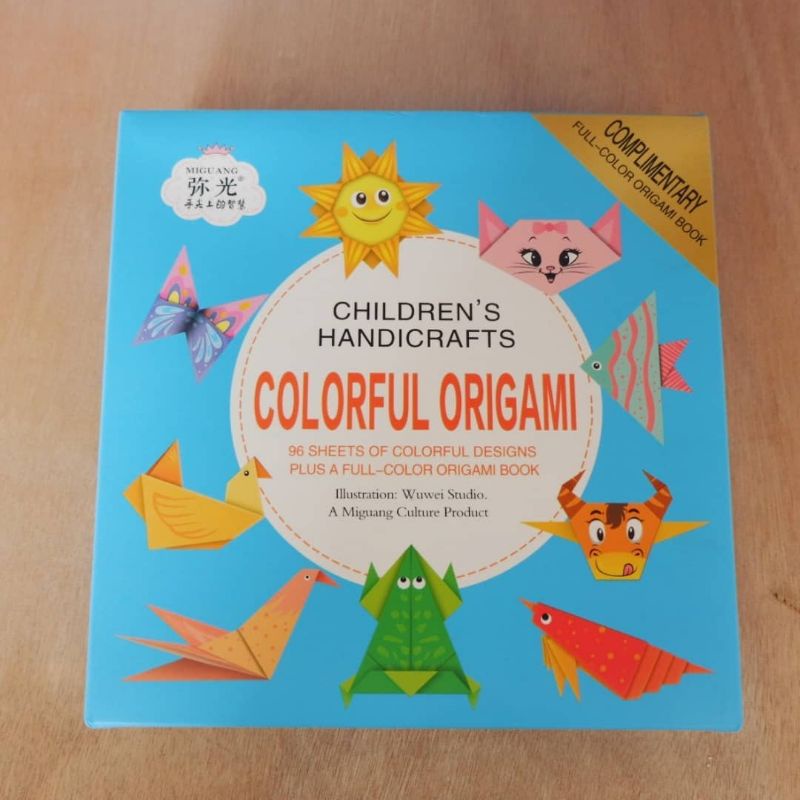 MIGUANG
弥光®
手尖上的智慧
COMPLIMENTARY
FULL-COLOR ORIGAMI BOOK
CHILDREN'S
HANDICRAFTS
COLORFUL ORIGAMI
96 SHEETS OF COLORFUL DESIGNS
PLUS A FULL-COLOR ORIGAMI BOOK
Illustration: Wuwei Studio.
A Miguang Culture Product